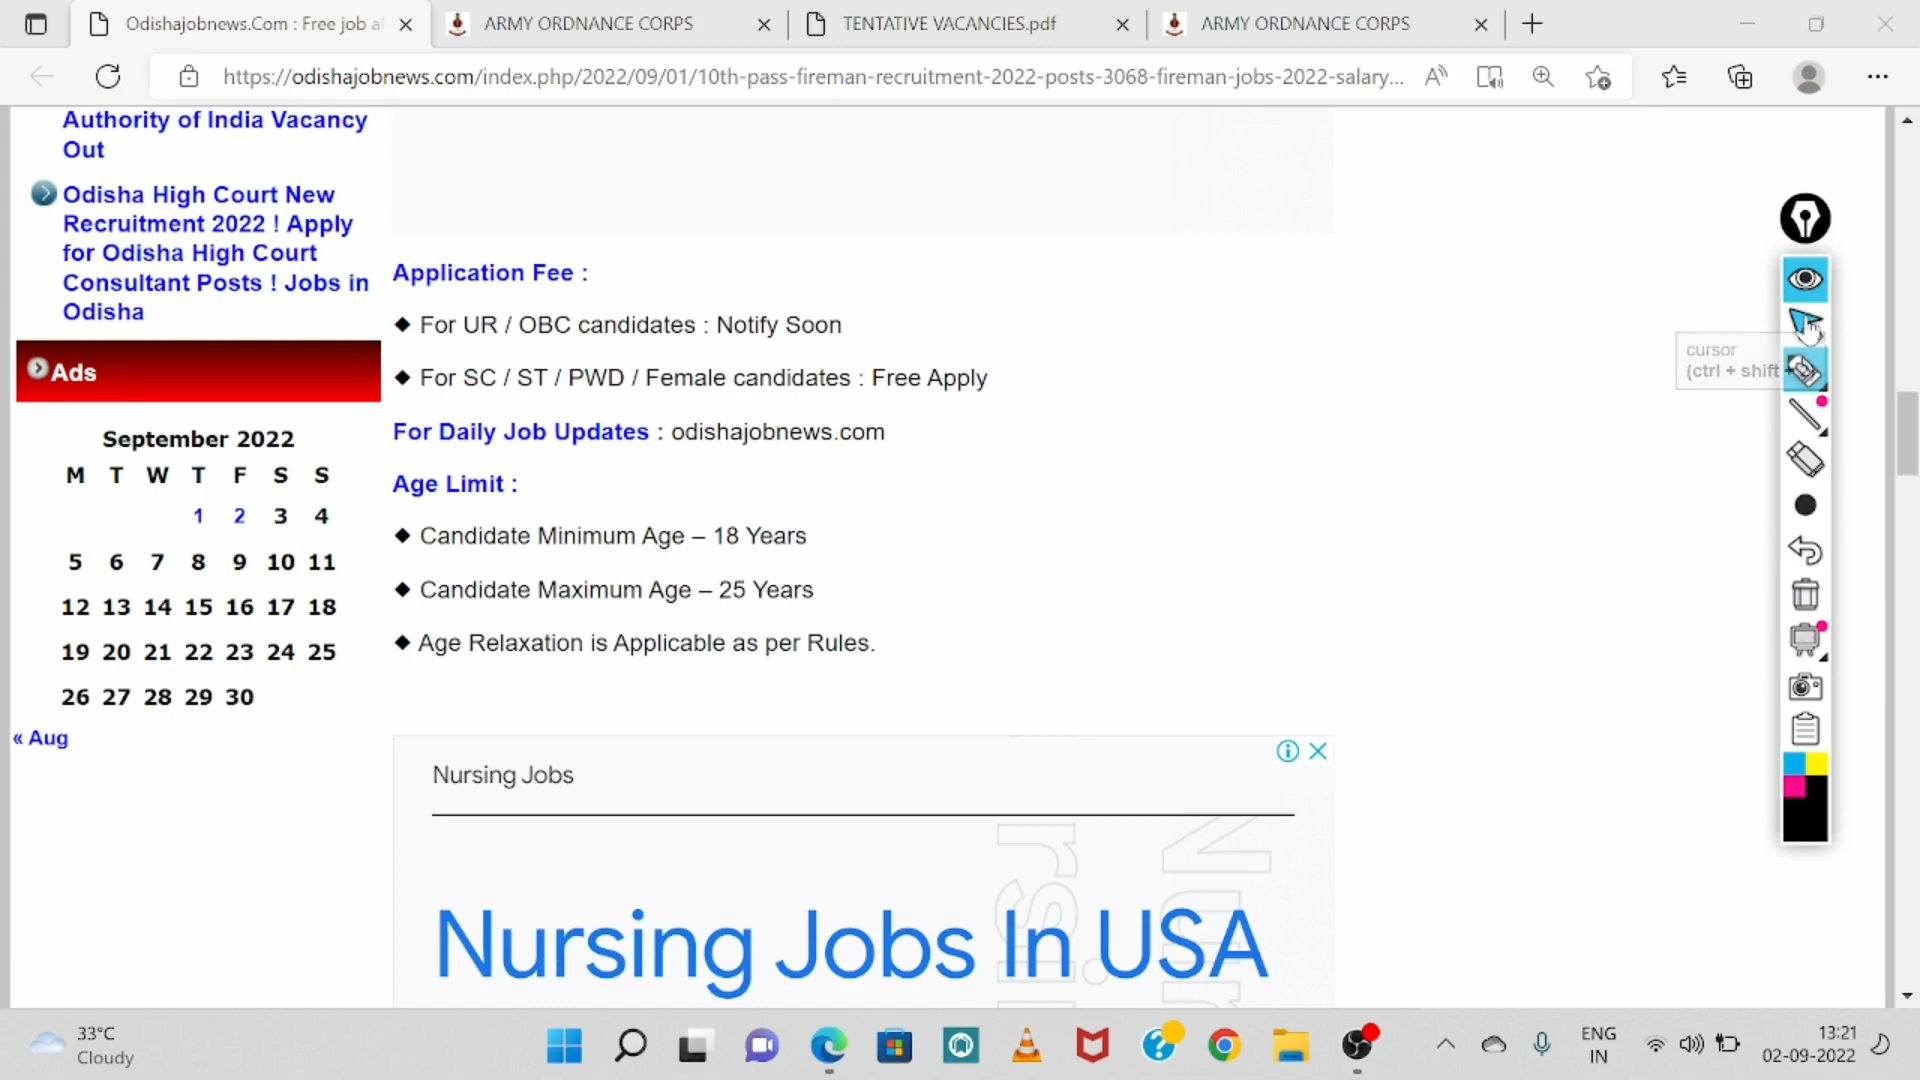 Odishajobnews.Com : Free job al
ARMY ORDNANCE CORPS
TENTATIVE VACANCIES.pdf
ARMY ORDNANCE CORPS
https://odishajobnews.com/index.php/2022/09/01/10th-pass-fireman-recruitment-2022-posts-3068-fireman-jobs-2022-salary...
Authority of India Vacancy
Out
Odisha High Court New
Recruitment 2022 ! Apply
for Odisha High Court
Consultant Posts ! Jobs in
Odisha
Ads
September 2022
M T W T F S S
1 2 3 4
5 6 7 8 9 10 11
12 13 14 15 16 17 18
19 20 21 22 23 24 25
26 27 28 29 30
« Aug
Application Fee :
◆ For UR / OBC candidates : Notify Soon
◆ For SC / ST / PWD / Female candidates : Free Apply
For Daily Job Updates : odishajobnews.com
Age Limit :
◆ Candidate Minimum Age – 18 Years
◆ Candidate Maximum Age – 25 Years
◆ Age Relaxation is Applicable as per Rules.
cursor
(ctrl + shift
Nursing Jobs
Nursing Jobs In USA
33°C
Cloudy
ENG
IN
13:21
02-09-2022